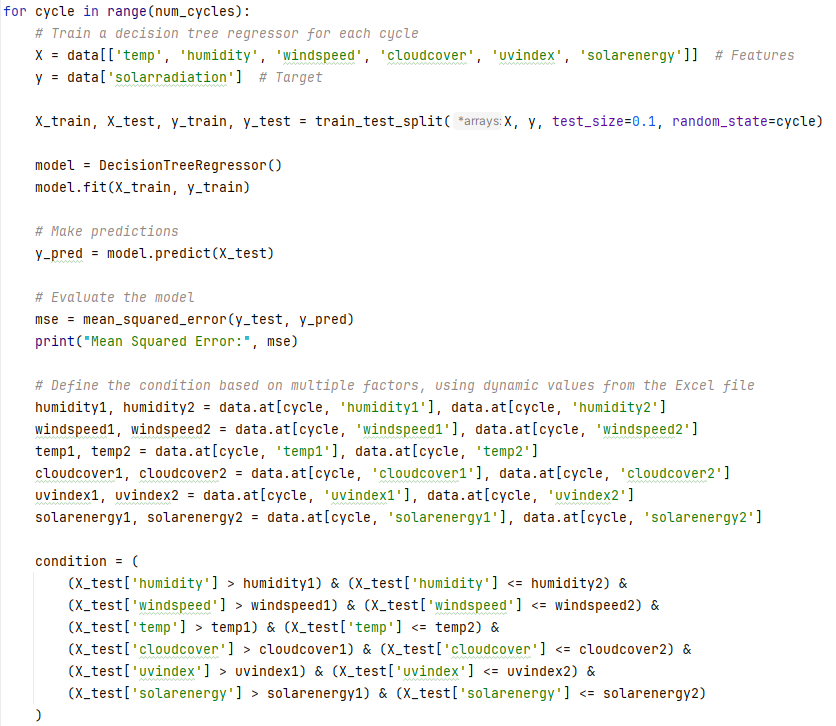 for cycle in range(num_cycles):
    # Train a decision tree regressor for each cycle
    X = data[['temp', 'humidity', 'windspeed', 'cloudcover', 'uvindex', 'solarenergy']]  # Features
    y = data['solarradiation']  # Target

    X_train, X_test, y_train, y_test = train_test_split( *arrays: X, y, test_size=0.1, random_state=cycle)

    model = DecisionTreeRegressor()
    model.fit(X_train, y_train)

    # Make predictions
    y_pred = model.predict(X_test)

    # Evaluate the model
    mse = mean_squared_error(y_test, y_pred)
    print("Mean Squared Error:", mse)

    # Define the condition based on multiple factors, using dynamic values from the Excel file
    humidity1, humidity2 = data.at[cycle, 'humidity1'], data.at[cycle, 'humidity2']
    windspeed1, windspeed2 = data.at[cycle, 'windspeed1'], data.at[cycle, 'windspeed2']
    temp1, temp2 = data.at[cycle, 'temp1'], data.at[cycle, 'temp2']
    cloudcover1, cloudcover2 = data.at[cycle, 'cloudcover1'], data.at[cycle, 'cloudcover2']
    uvindex1, uvindex2 = data.at[cycle, 'uvindex1'], data.at[cycle, 'uvindex2']
    solarenergy1, solarenergy2 = data.at[cycle, 'solarenergy1'], data.at[cycle, 'solarenergy2']

    condition = (
        (X_test['humidity'] > humidity1) & (X_test['humidity'] <= humidity2) &
        (X_test['windspeed'] > windspeed1) & (X_test['windspeed'] <= windspeed2) &
        (X_test['temp'] > temp1) & (X_test['temp'] <= temp2) &
        (X_test['cloudcover'] > cloudcover1) & (X_test['cloudcover'] <= cloudcover2) &
        (X_test['uvindex'] > uvindex1) & (X_test['uvindex'] <= uvindex2) &
        (X_test['solarenergy'] > solarenergy1) & (X_test['solarenergy'] <= solarenergy2)
    )